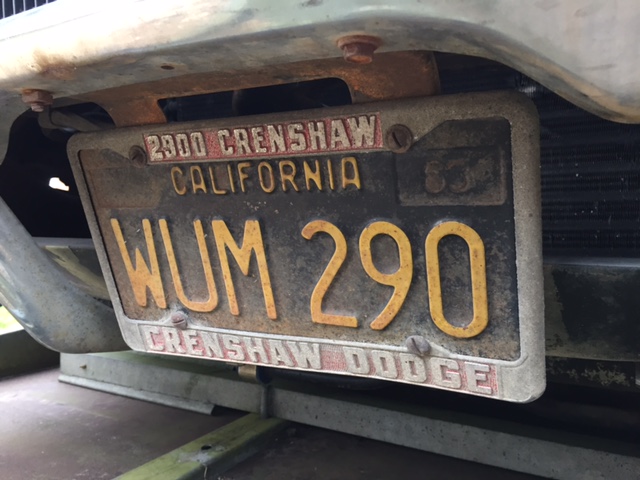 2900 CRENSHAW
CALIFORNIA 63
WUM 290
CRENSHAW DODGE